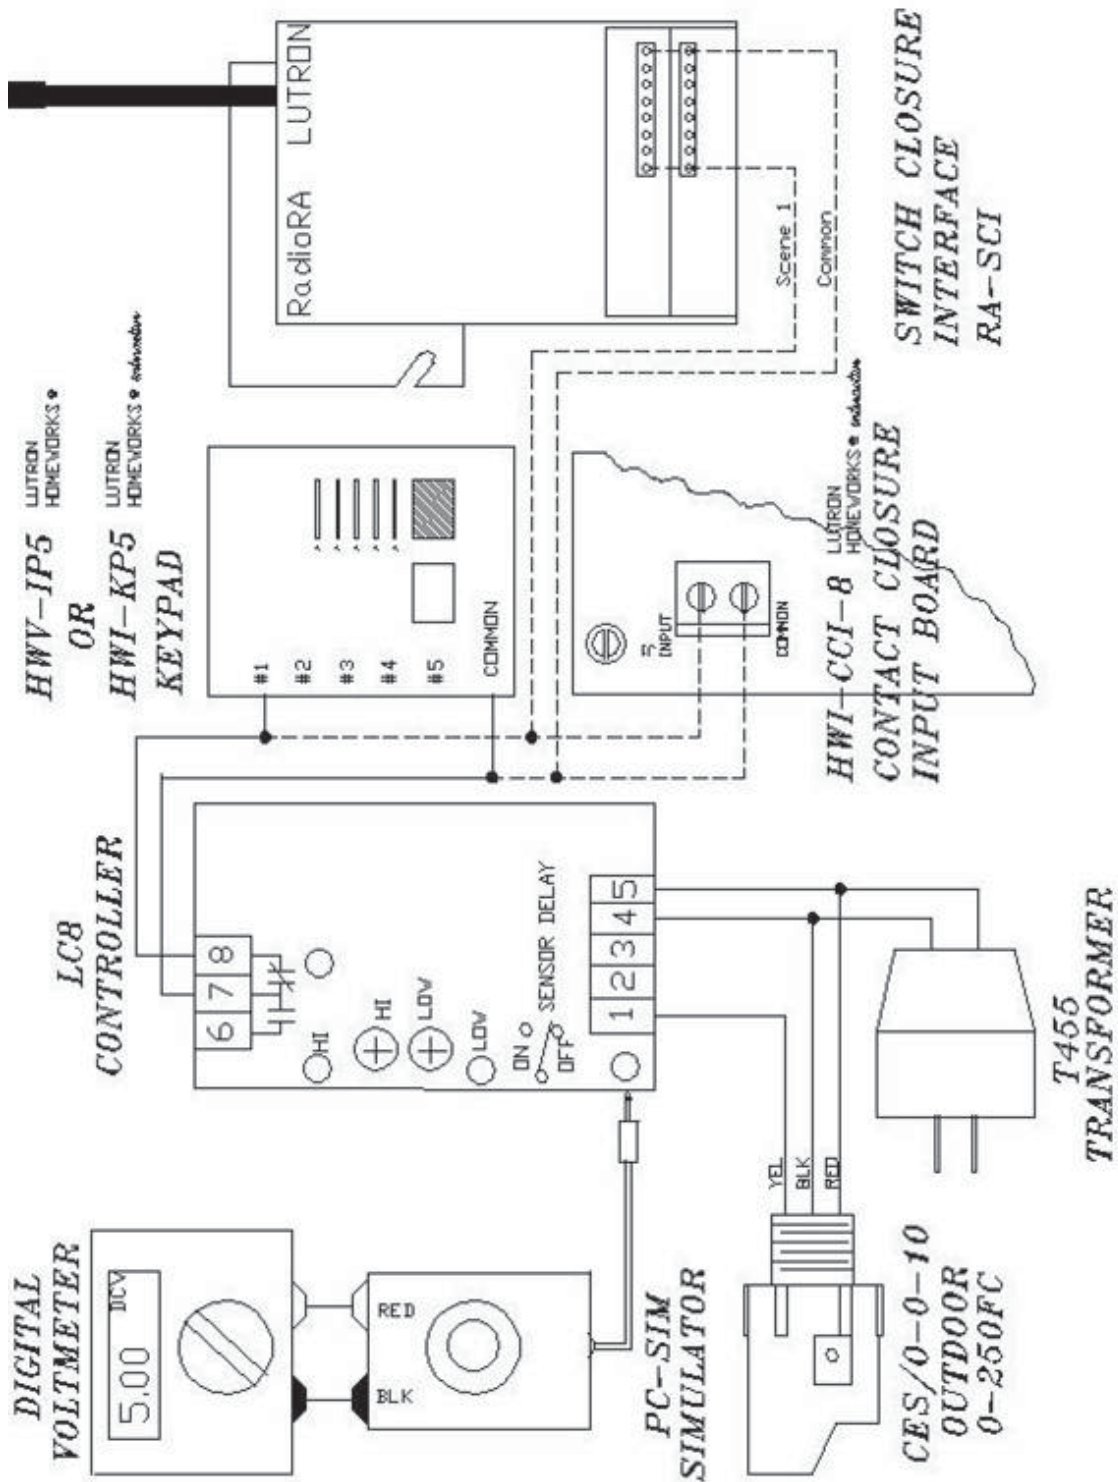 DIGITAL
VOLTMETER
5.00
DCV
RED
BLK
PC-SIM
SIMULATOR
LC8
CONTROLLER
6 7 8
HI
HI
LOW
LOW
ON
OFF
SENSOR DELAY
1 2 3 4 5
YEL
BLK
RED
CES/0-0-10
OUTDOOR
0-250FC
T455
TRANSFORMER
HWV-IP5 LUTRON
HOMEWORKS
OR
HWI-KP5 LUTRON
HOMEWORKS
KEYPAD
#1
#2
#3
#4
#5
COMMON
INPUT
COMMON
HWI-CCI-8 LUTRON
HOMEWORKS
CONTACT CLOSURE
INPUT BOARD
RadioRA LUTRON
Scene 1
Common
SWITCH CLOSURE
INTERFACE
RA-SCI